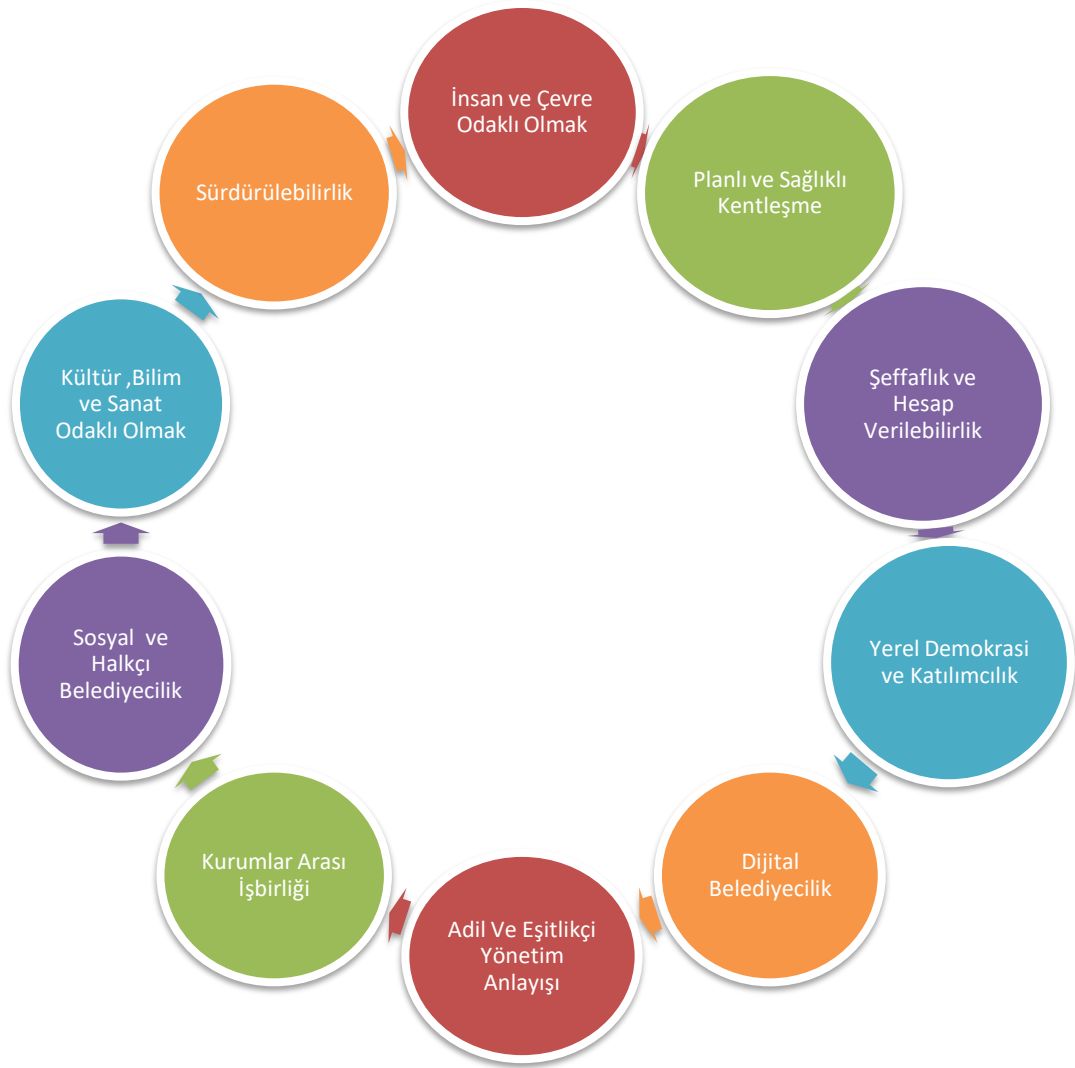 İnsan ve Çevre
Odaklı Olmak
Planlı ve Sağlıklı
Kentleşme
Şeffaflık ve
Hesap
Verilebilirlik
Yerel Demokrasi
ve Katılımcılık
Dijital
Belediyecilik
Adil Ve Eşitlikçi
Yönetim
Anlayışı
Kurumlar Arası
İşbirliği
Sosyal  ve
Halkçı
Belediyecilik
Kültür ,Bilim
ve Sanat
Odaklı Olmak
Sürdürülebilirlik